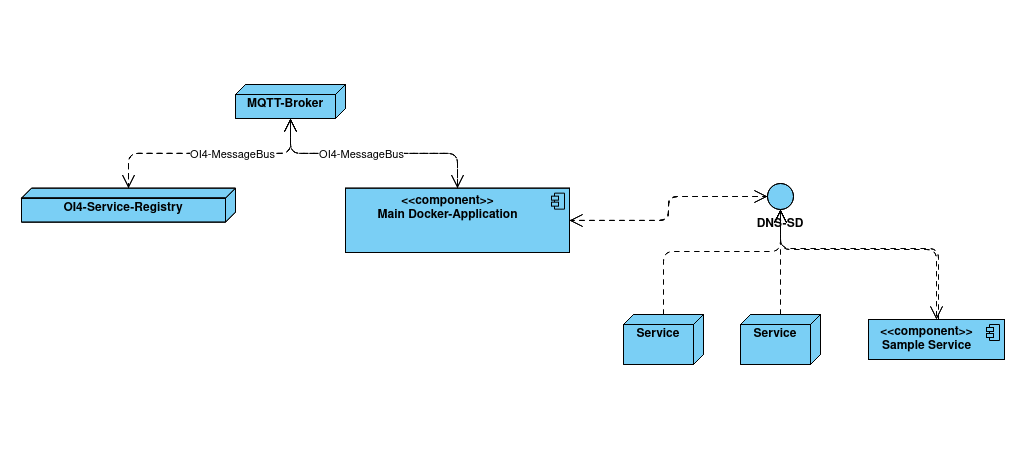 MQTT-Broker
OI4-MessageBus
OI4-MessageBus
OI4-Service-Registry
<<component>>
Main Docker-Application
DNS-SD
Service
Service
<<component>>
Sample Service